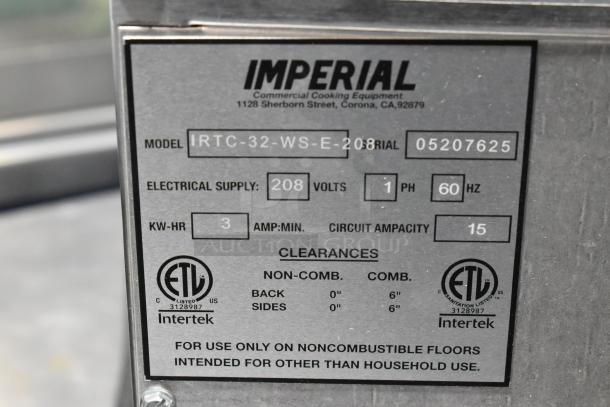 IMPERIAL
Commercial Cooking Equipment
1128 Sherborn Street, Corona, CA,92879
MODEL IRTC-32-WS-E-208 SERIAL 05207625
ELECTRICAL SUPPLY: 208 VOLTS 1 PH 60 HZ
KW-HR 3 AMP:MIN. CIRCUIT AMPACITY 15
AUCTION GROUP
CLEARANCES
NON-COMB. COMB.
BACK 0" 6"
SIDES 0" 6"
ETL
C LISTED US
3128987
Intertek
ETL
SANITATION LISTED
3128987
Intertek
FOR USE ONLY ON NONCOMBUSTIBLE FLOORS
INTENDED FOR OTHER THAN HOUSEHOLD USE.